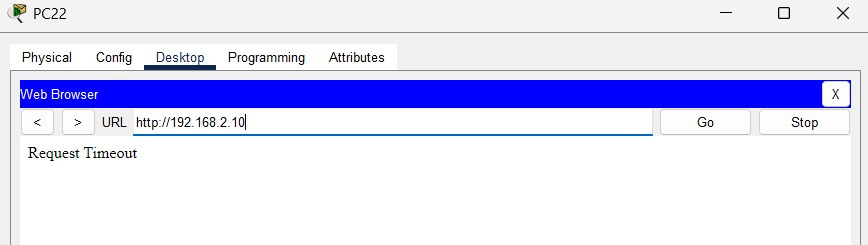 PC22
Physical Config Desktop Programming Attributes
Web Browser X
< > URL http://192.168.2.10 Go Stop
Request Timeout